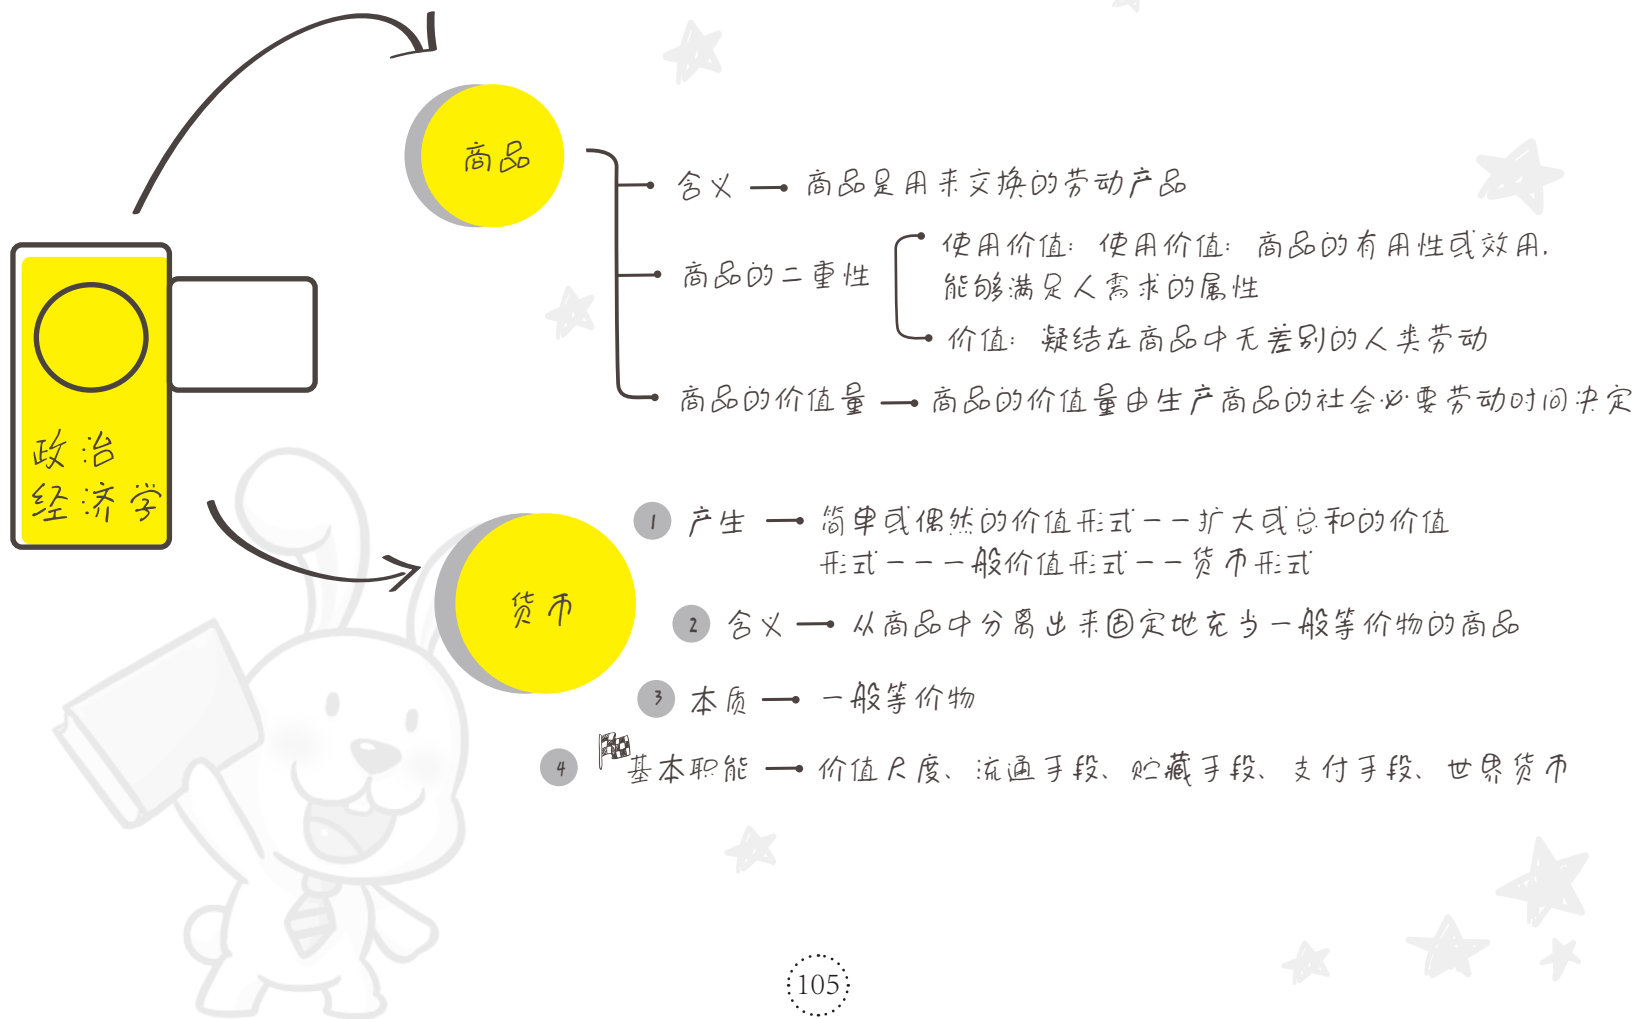 商品
含义
商品是用来交换的劳动产品
商品的二重性
使用价值：使用价值：商品的有用性或效用，
能够满足人需求的属性
价值：凝结在商品中无差别的人类劳动
商品的价值量
商品的价值量由生产商品的社会必要劳动时间决定
政治
经济学
货币
1 产生
简单或偶然的价值形式——扩大或总和的价值
形式———般价值形式——货币形式
2 含义
从商品中分离出来固定地充当一般等价物的商品
3 本质
一般等价物
4 基本职能
价值尺度、流通手段、贮藏手段、支付手段、世界货币
105